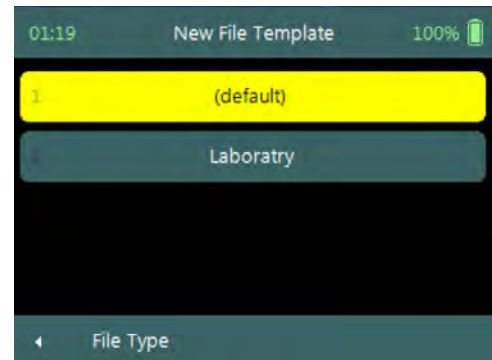 01:19 New File Template 100%
1 (default)
2 Laboratry
File Type